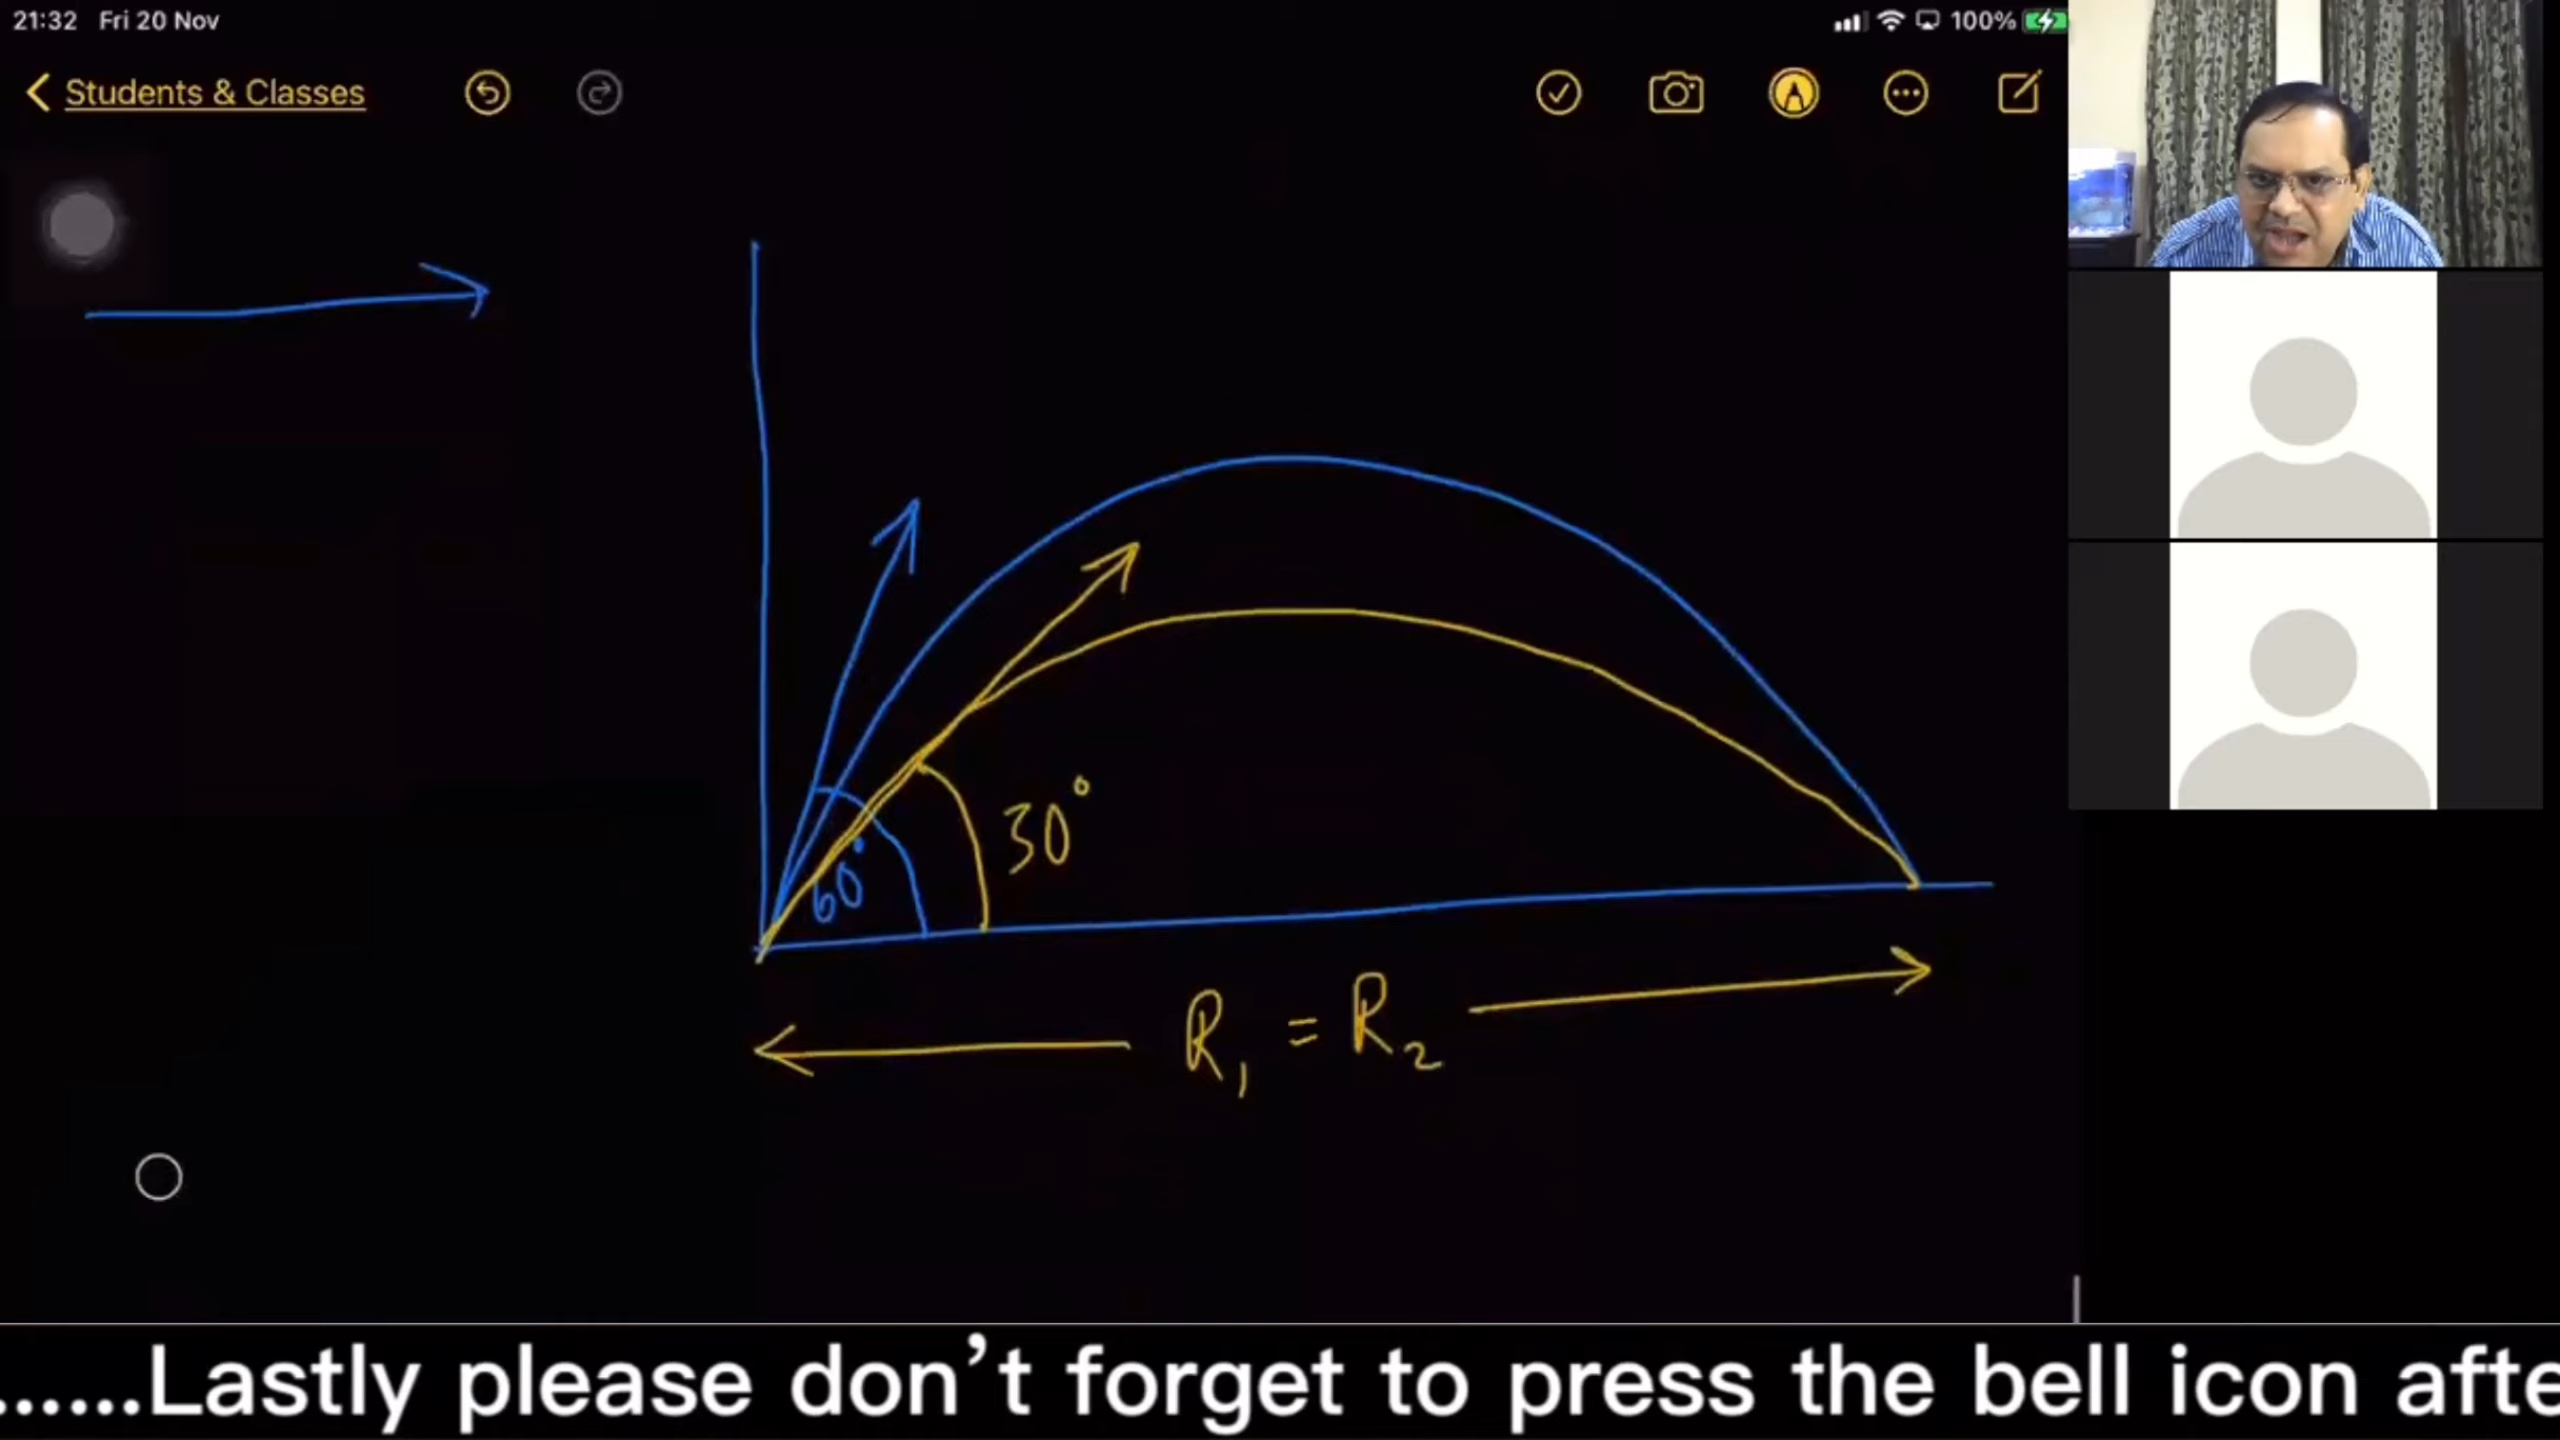 21:32 Fri 20 Nov
100%
Students & Classes
30°
60°
R₁ = R₂
......Lastly please don’t forget to press the bell icon afte